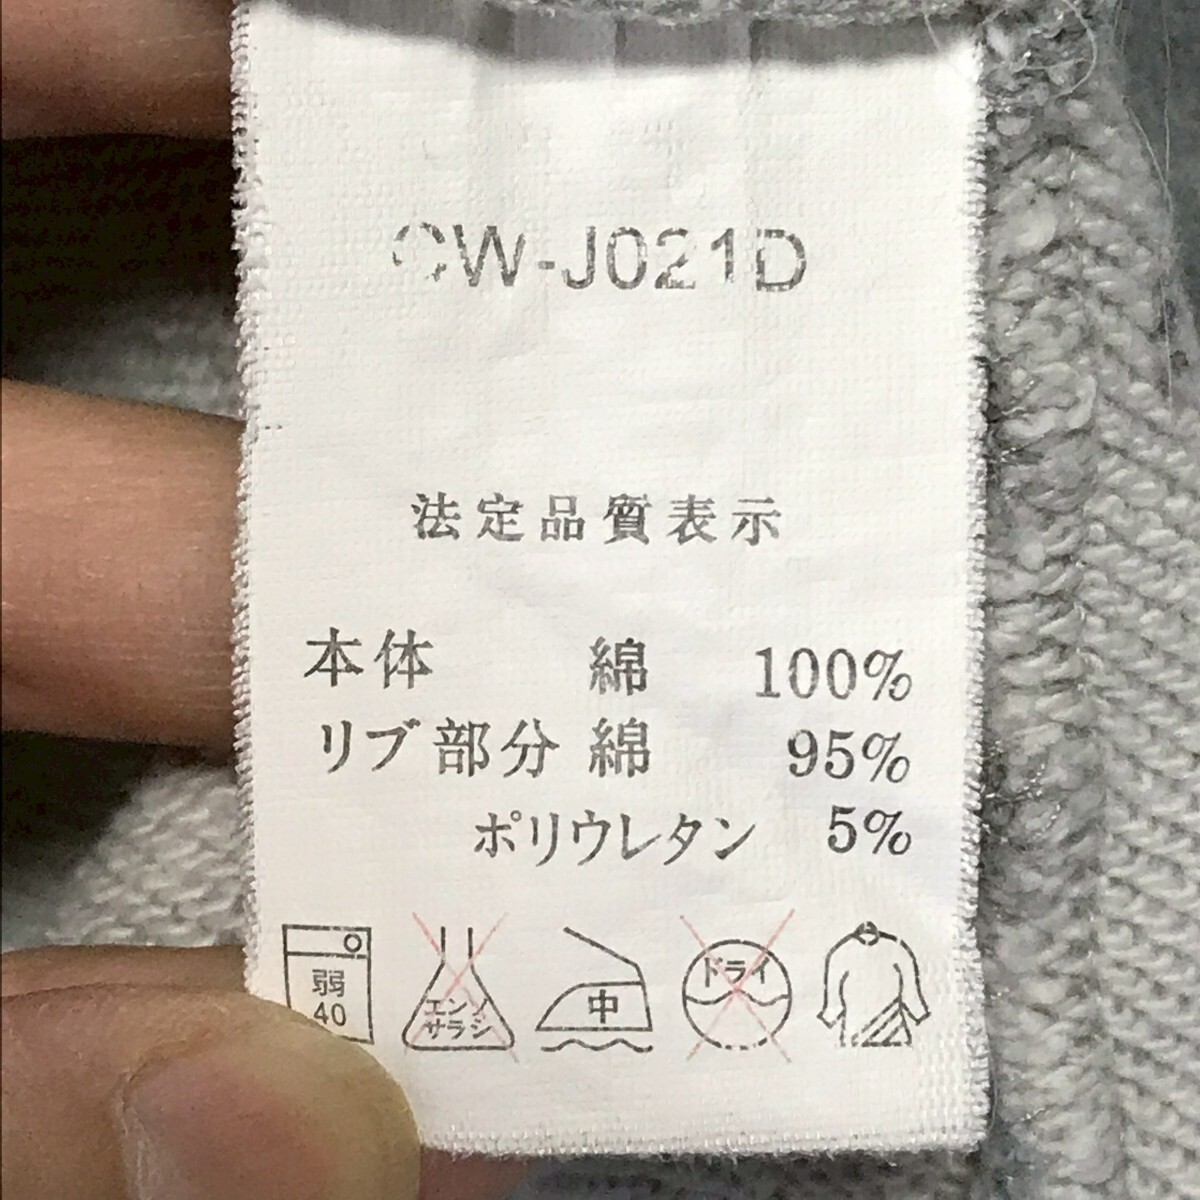 CW-J021D
法定品質表示
本体 綿 100%
リブ部分 綿 95%
ポリウレタン 5%
弱 40
エンソサラシ
中
ドライ